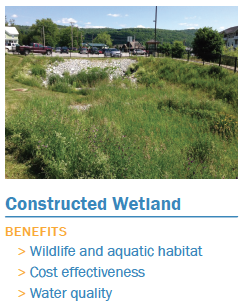 Constructed Wetland
BENEFITS
> Wildlife and aquatic habitat
> Cost effectiveness
> Water quality